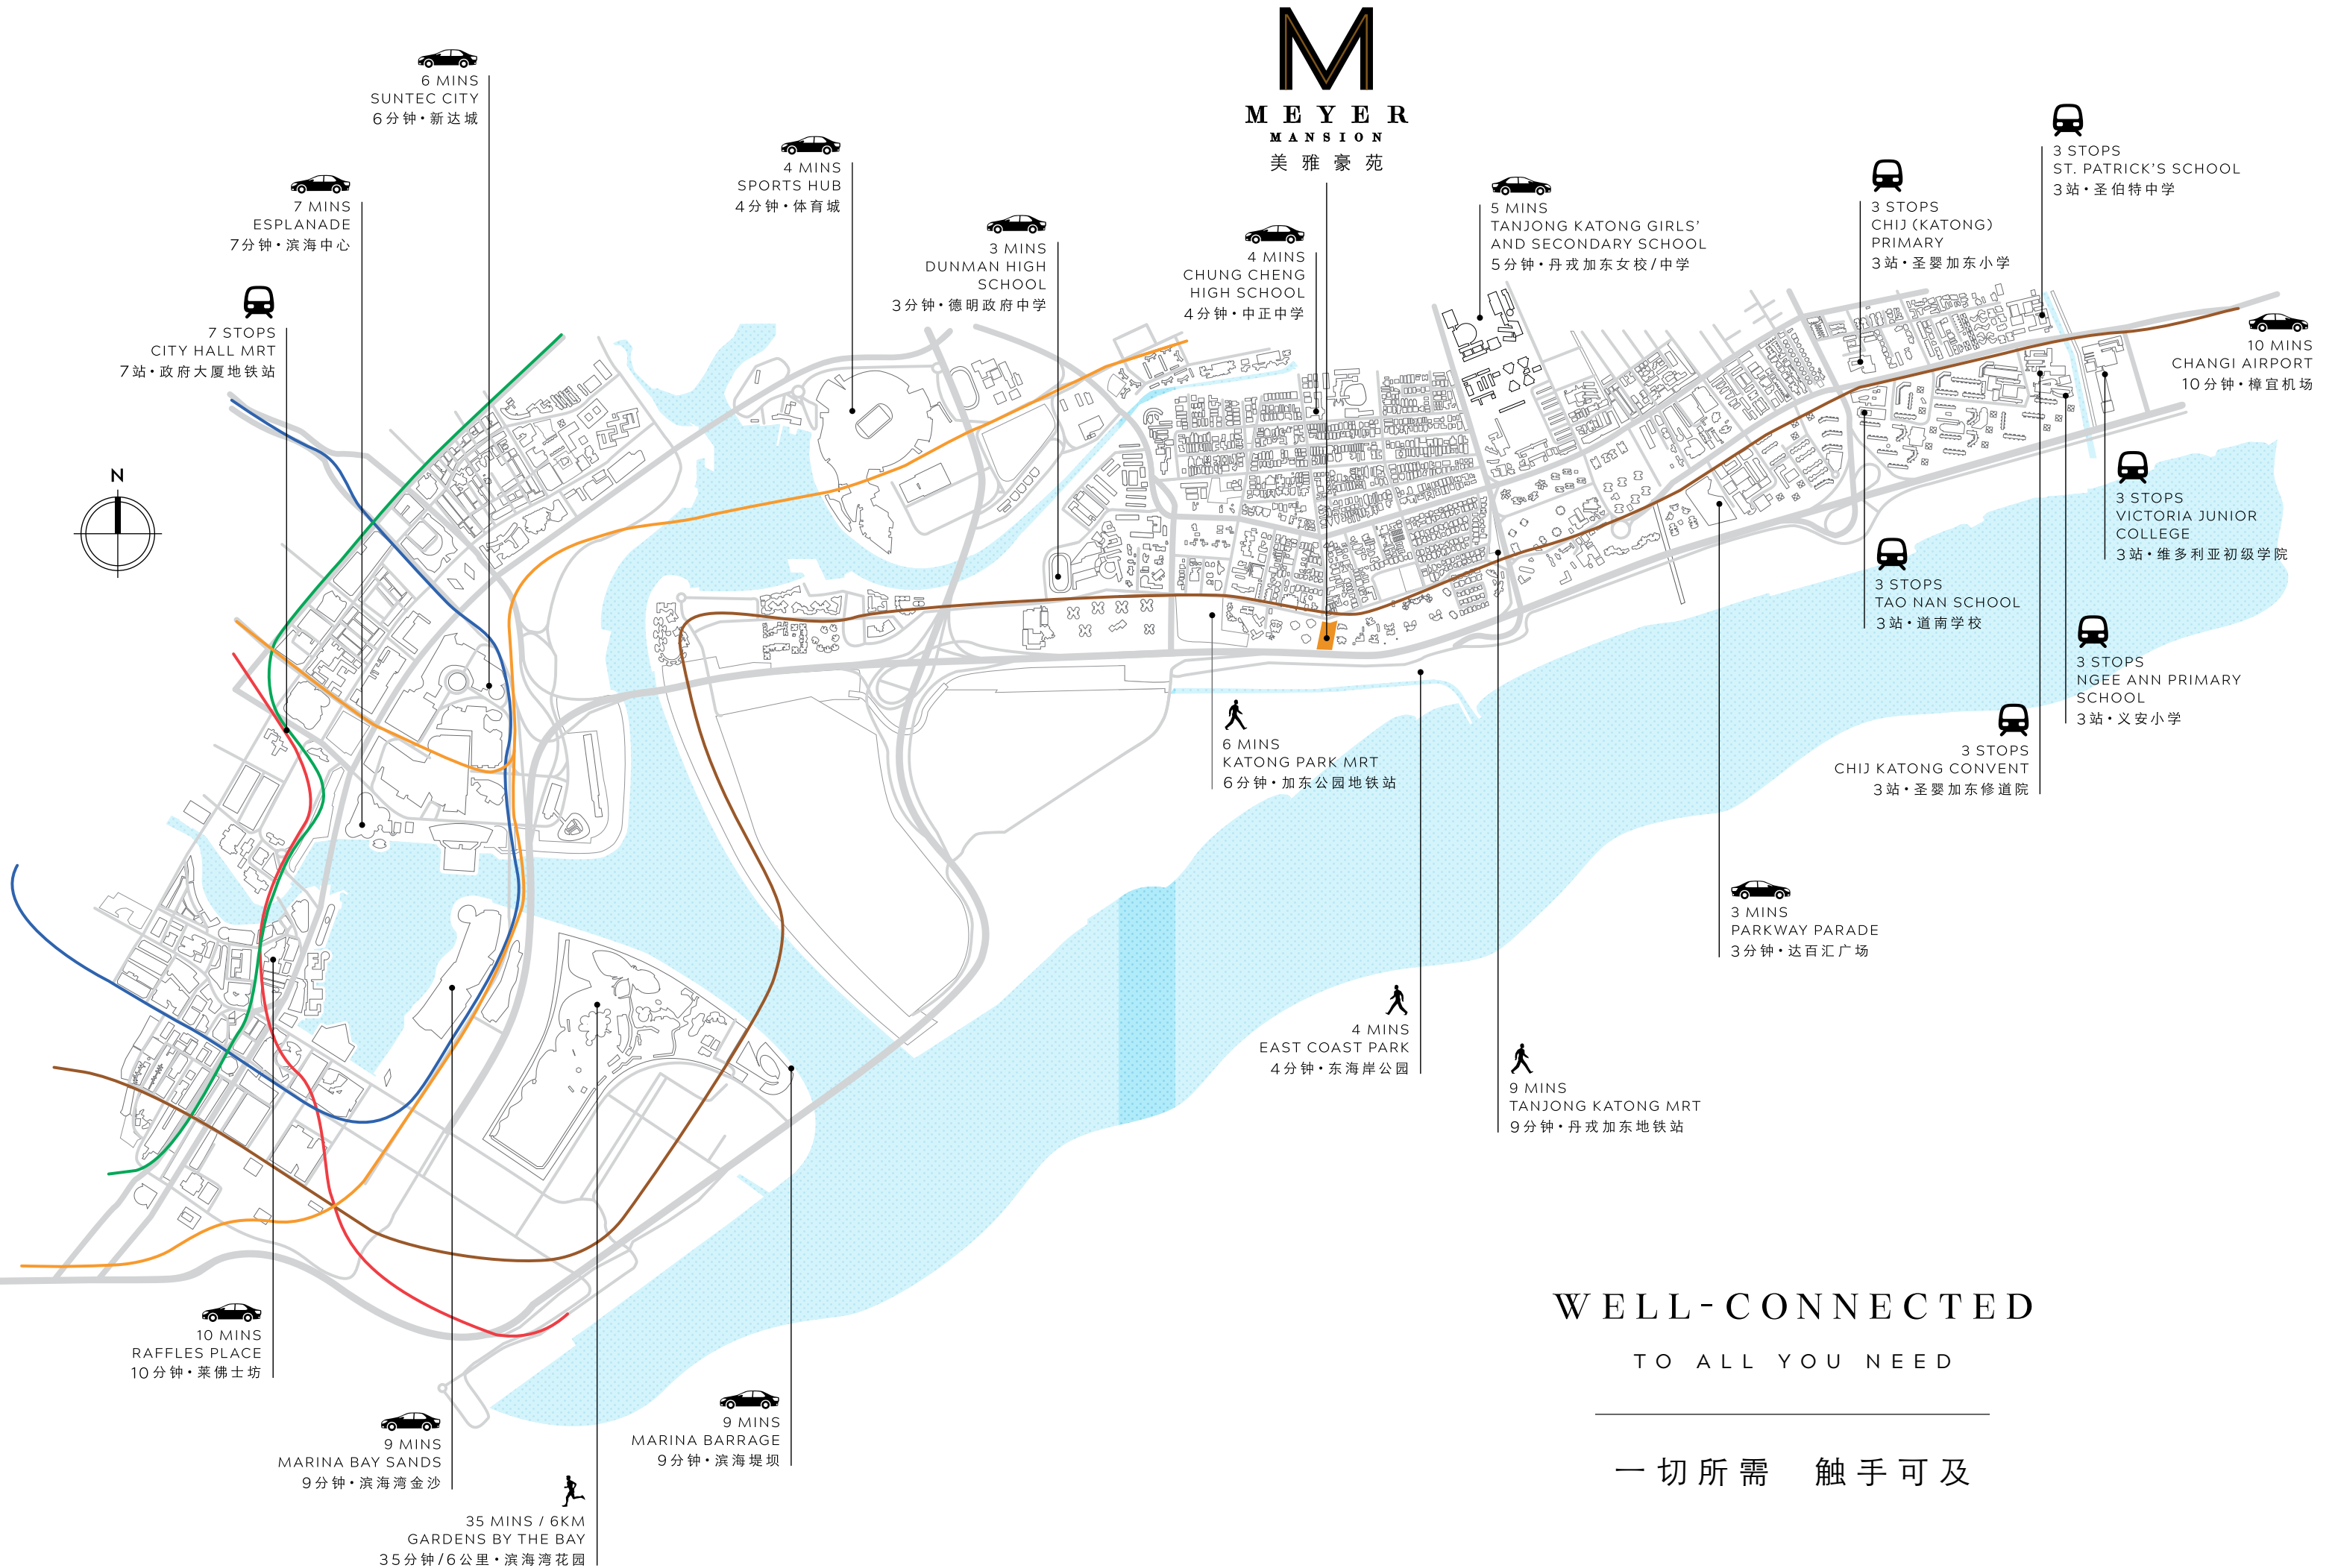 M
MEYER
MANSION
美雅豪苑
6 MINS
SUNTEC CITY
6分钟•新达城
7 MINS
ESPLANADE
7分钟•滨海中心
7 STOPS
CITY HALL MRT
7站•政府大厦地铁站
4 MINS
SPORTS HUB
4分钟•体育城
3 MINS
DUNMAN HIGH
SCHOOL
3分钟•德明政府中学
4 MINS
CHUNG CHENG
HIGH SCHOOL
4分钟•中正中学
5 MINS
TANJONG KATONG GIRLS’
AND SECONDARY SCHOOL
5分钟•丹戎加东女校/中学
3 STOPS
CHIJ (KATONG)
PRIMARY
3站•圣婴加东小学
3 STOPS
ST. PATRICK’S SCHOOL
3站•圣伯特中学
10 MINS
CHANGI AIRPORT
10分钟•樟宜机场
N
3 STOPS
VICTORIA JUNIOR
COLLEGE
3站•维多利亚初级学院
3 STOPS
TAO NAN SCHOOL
3站•道南学校
3 STOPS
NGEE ANN PRIMARY
SCHOOL
3站•义安小学
3 STOPS
CHIJ KATONG CONVENT
3站•圣婴加东修道院
6 MINS
KATONG PARK MRT
6分钟•加东公园地铁站
3 MINS
PARKWAY PARADE
3分钟•达百汇广场
4 MINS
EAST COAST PARK
4分钟•东海岸公园
9 MINS
TANJONG KATONG MRT
9分钟•丹戎加东地铁站
10 MINS
RAFFLES PLACE
10分钟•莱佛士坊
9 MINS
MARINA BAY SANDS
9分钟•滨海湾金沙
35 MINS / 6KM
GARDENS BY THE BAY
35分钟/6公里•滨海湾花园
9 MINS
MARINA BARRAGE
9分钟•滨海堤坝
WELL-CONNECTED
TO ALL YOU NEED
一切所需 触手可及